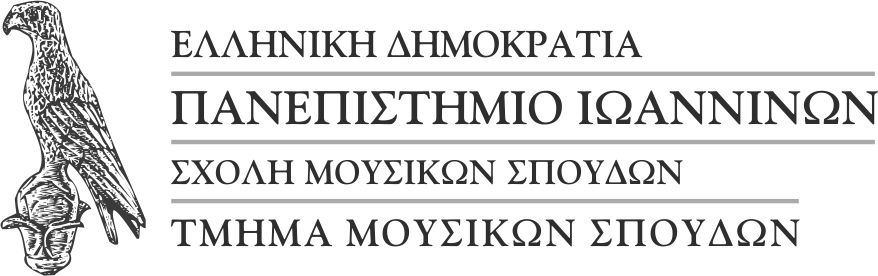 ΕΛΛΗΝΙΚΗ ΔΗΜΟΚΡΑΤΙΑ
ΠΑΝΕΠΙΣΤΗΜΙΟ ΙΩΑΝΝΙΝΩΝ
ΣΧΟΛΗ ΜΟΥΣΙΚΩΝ ΣΠΟΥΔΩΝ
ΤΜΗΜΑ ΜΟΥΣΙΚΩΝ ΣΠΟΥΔΩΝ